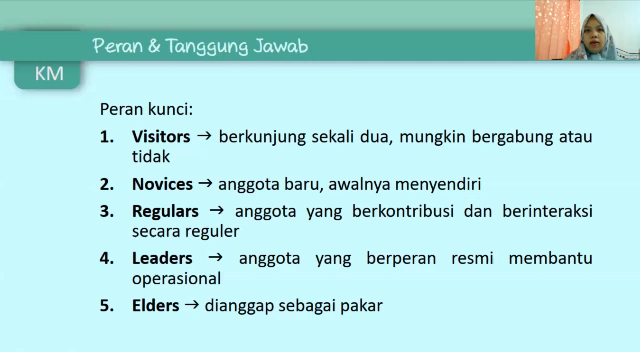 Peran & Tanggung Jawab
KM
Peran kunci:
1. Visitors → berkunjung sekali dua, mungkin bergabung atau
tidak
2. Novices → anggota baru, awalnya menyendiri
3. Regulars → anggota yang berkontribusi dan berinteraksi
secara reguler
4. Leaders → anggota yang berperan resmi membantu
operasional
5. Elders → dianggap sebagai pakar